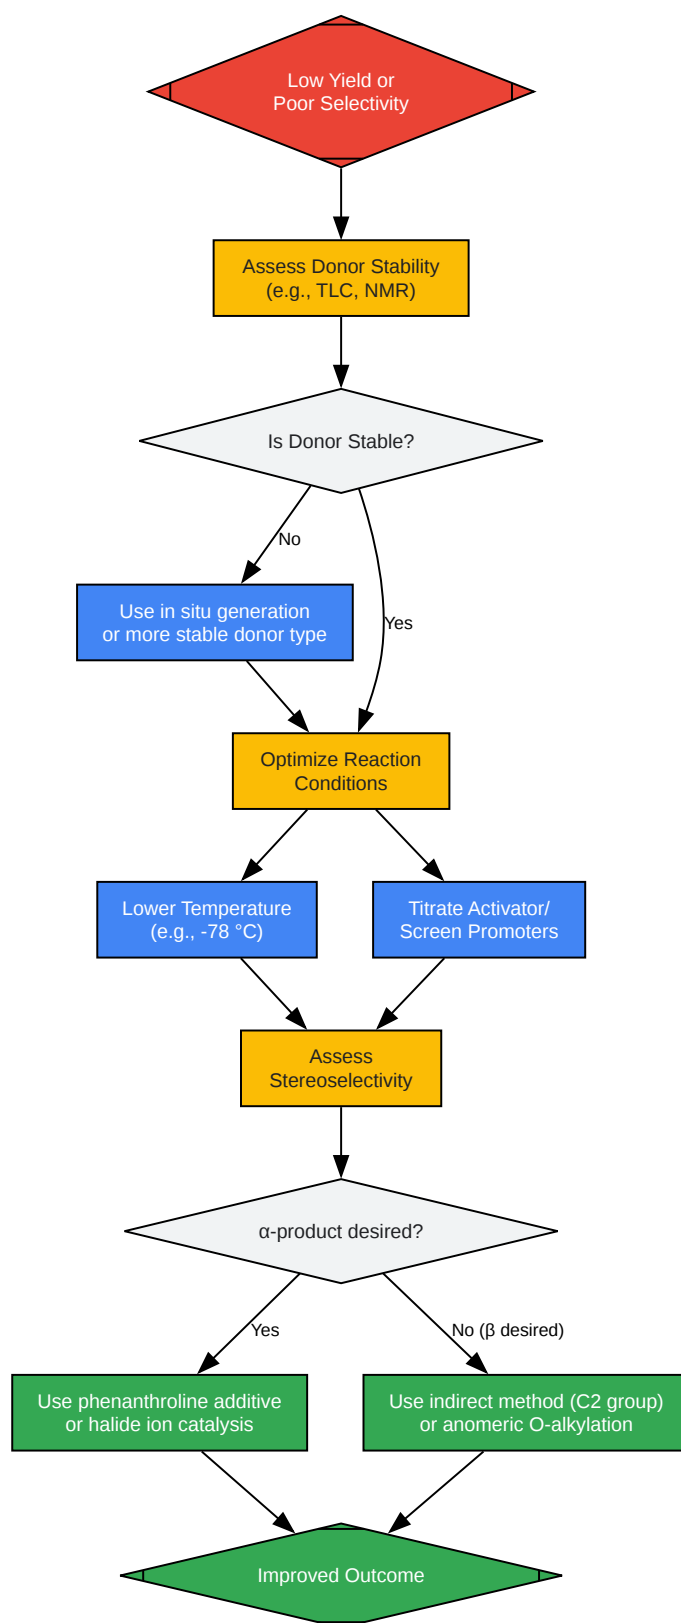 Low Yield or
Poor Selectivity
Assess Donor Stability
(e.g., TLC, NMR)
Is Donor Stable?
No
Use in situ generation
or more stable donor type
Yes
Optimize Reaction
Conditions
Lower Temperature
(e.g., -78 °C)
Titrate Activator/
Screen Promoters
Assess
Stereoselectivity
α-product desired?
Yes
No (β desired)
Use phenanthroline additive
or halide ion catalysis
Use indirect method (C2 group)
or anomeric O-alkylation
Improved Outcome